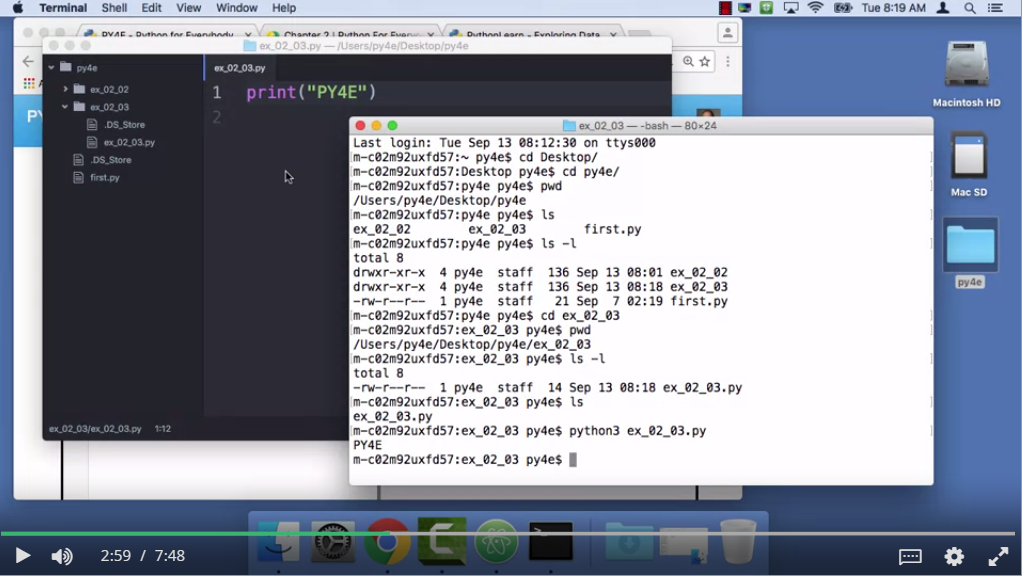 Terminal Shell Edit View Window Help Tue 8:19 AM
PY4E - Python for Everybody
Chapter 2 | Python For Every
PythonLearn - Exploring Data
ex_02_03.py — /Users/py4e/Desktop/py4e
py4e
ex_02_02
ex_02_03
.DS_Store
ex_02_03.py
.DS_Store
first.py
ex_02_03.py
1 print("PY4E")
2
ex_02_03/ex_02_03.py 1:12
PY
ex_02_03 — -bash — 80×24
Last login: Tue Sep 13 08:12:30 on ttys000
m-c02m92uxfd57:~ py4e$ cd Desktop/
m-c02m92uxfd57:Desktop py4e$ cd py4e/
m-c02m92uxfd57:py4e py4e$ pwd
/Users/py4e/Desktop/py4e
m-c02m92uxfd57:py4e py4e$ ls
ex_02_02 ex_02_03 first.py
m-c02m92uxfd57:py4e py4e$ ls -l
total 8
drwxr-xr-x 4 py4e staff 136 Sep 13 08:01 ex_02_02
drwxr-xr-x 4 py4e staff 136 Sep 13 08:18 ex_02_03
-rw-r--r-- 1 py4e staff 21 Sep 7 02:19 first.py
m-c02m92uxfd57:py4e py4e$ cd ex_02_03
m-c02m92uxfd57:ex_02_03 py4e$ pwd
/Users/py4e/Desktop/py4e/ex_02_03
m-c02m92uxfd57:ex_02_03 py4e$ ls -l
total 8
-rw-r--r-- 1 py4e staff 14 Sep 13 08:18 ex_02_03.py
m-c02m92uxfd57:ex_02_03 py4e$ ls
ex_02_03.py
m-c02m92uxfd57:ex_02_03 py4e$ python3 ex_02_03.py
PY4E
m-c02m92uxfd57:ex_02_03 py4e$
Macintosh HD
Mac SD
py4e
2:59 / 7:48